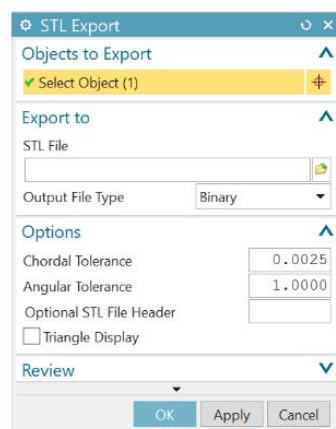 STL Export
Objects to Export
Select Object (1)
Export to
STL File
Output File Type Binary
Options
Chordal Tolerance 0.0025
Angular Tolerance 1.0000
Optional STL File Header
Triangle Display
Review
OK Apply Cancel